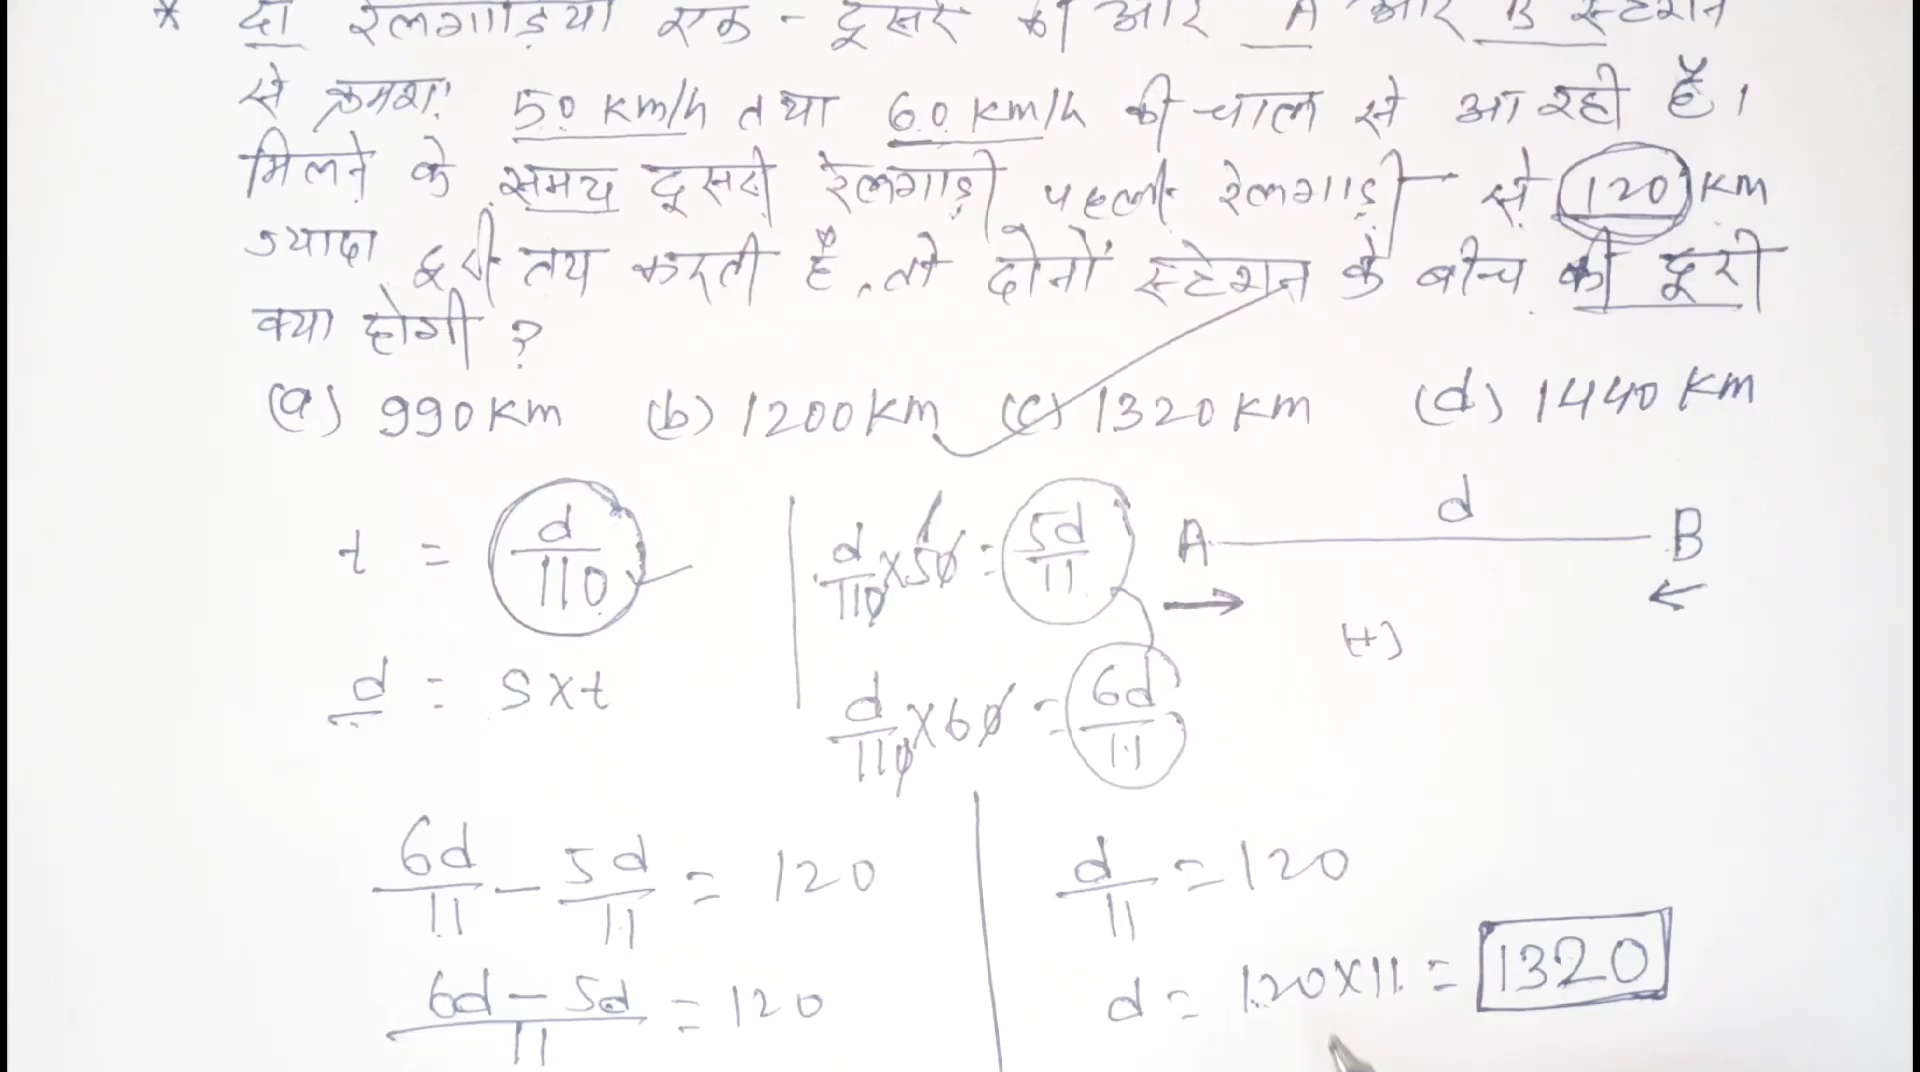 * दो रेलगाड़ियाँ एक - दूसरे की ओर A और B स्टेशन
से क्रमशः 50 km/h तथा 60 km/h की चाल से आ रही है।
मिलने के समय दूसरी रेलगाड़ी पहली रेलगाड़ी से 120 km
ज्यादा दूरी तय करती है, तो दोनों स्टेशन के बीच की दूरी
क्या होगी ?
(a) 990 km (b) 1200 km (c) 1320 km (d) 1440 km
t = d/110
d = s×t
d/110 × 50 = 5d/11
d/110 × 60 = 6d/11
A d B
(+)
6d/11 - 5d/11 = 120
6d - 5d/11 = 120
d/11 = 120
d = 120×11 = 1320